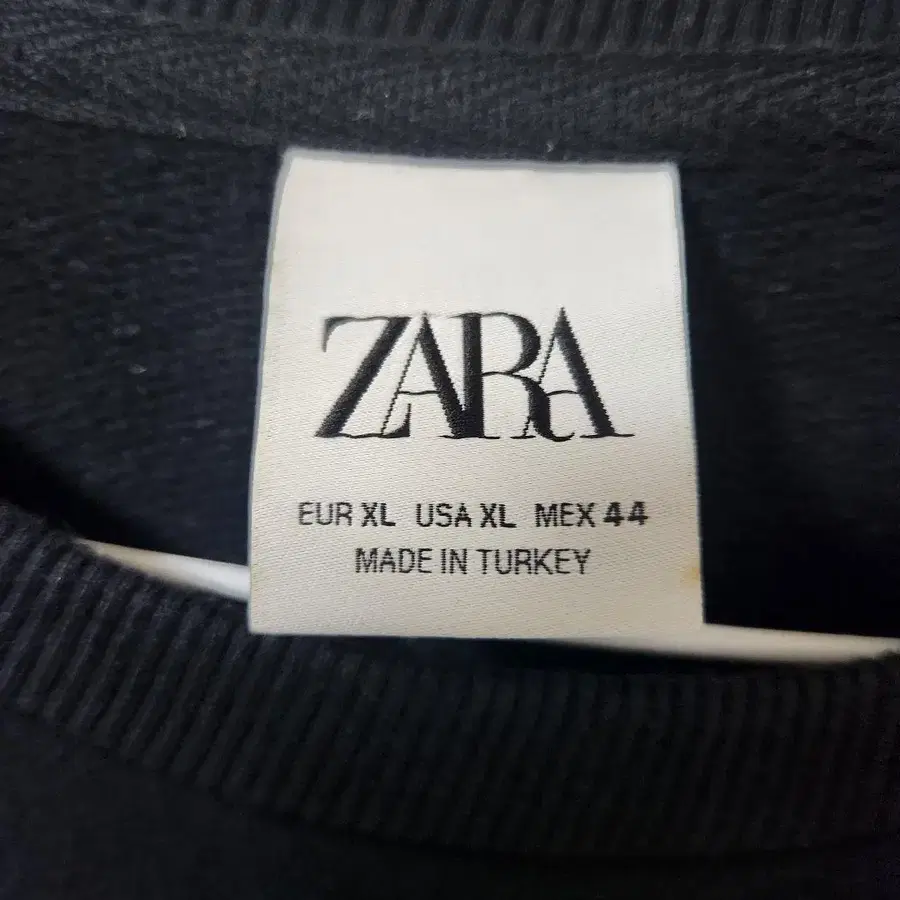 ZARA
EUR XL USA XL MEX 44
MADE IN TURKEY